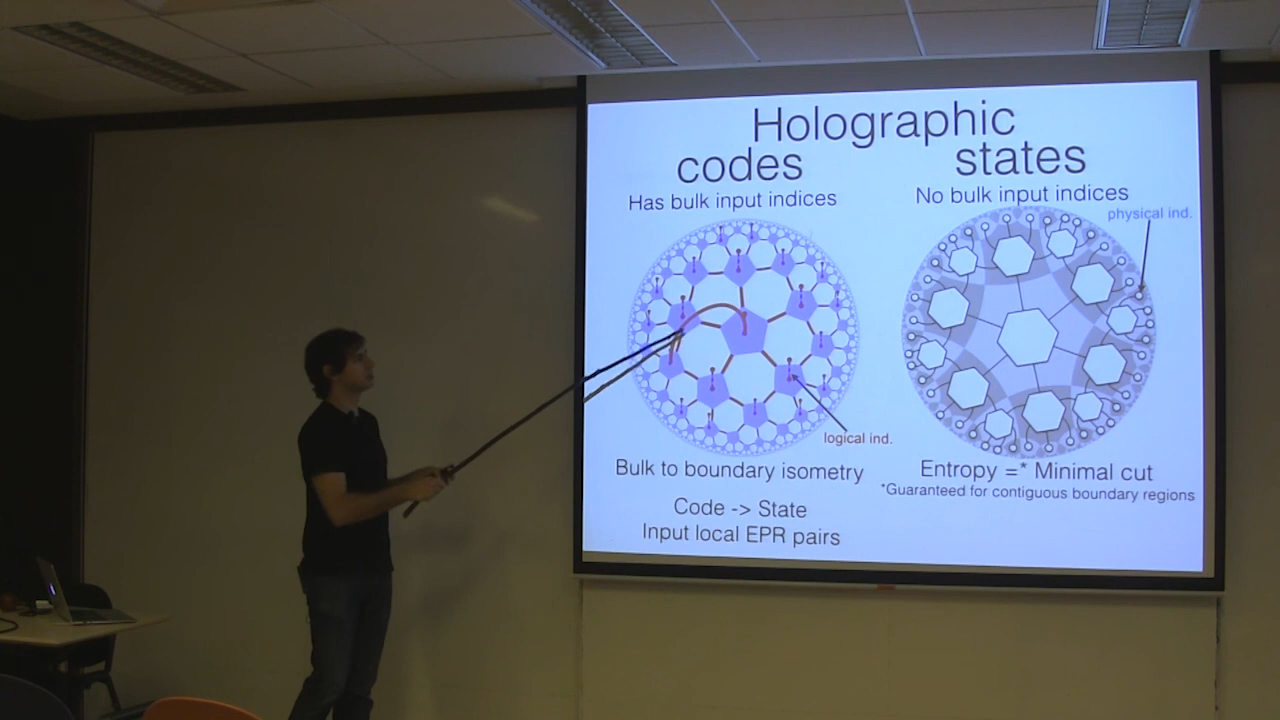 Holographic
codes
states
Has bulk input indices
No bulk input indices
physical ind.
logical ind.
Bulk to boundary isometry
Entropy =* Minimal cut
*Guaranteed for contiguous boundary regions
Code -> State
Input local EPR pairs